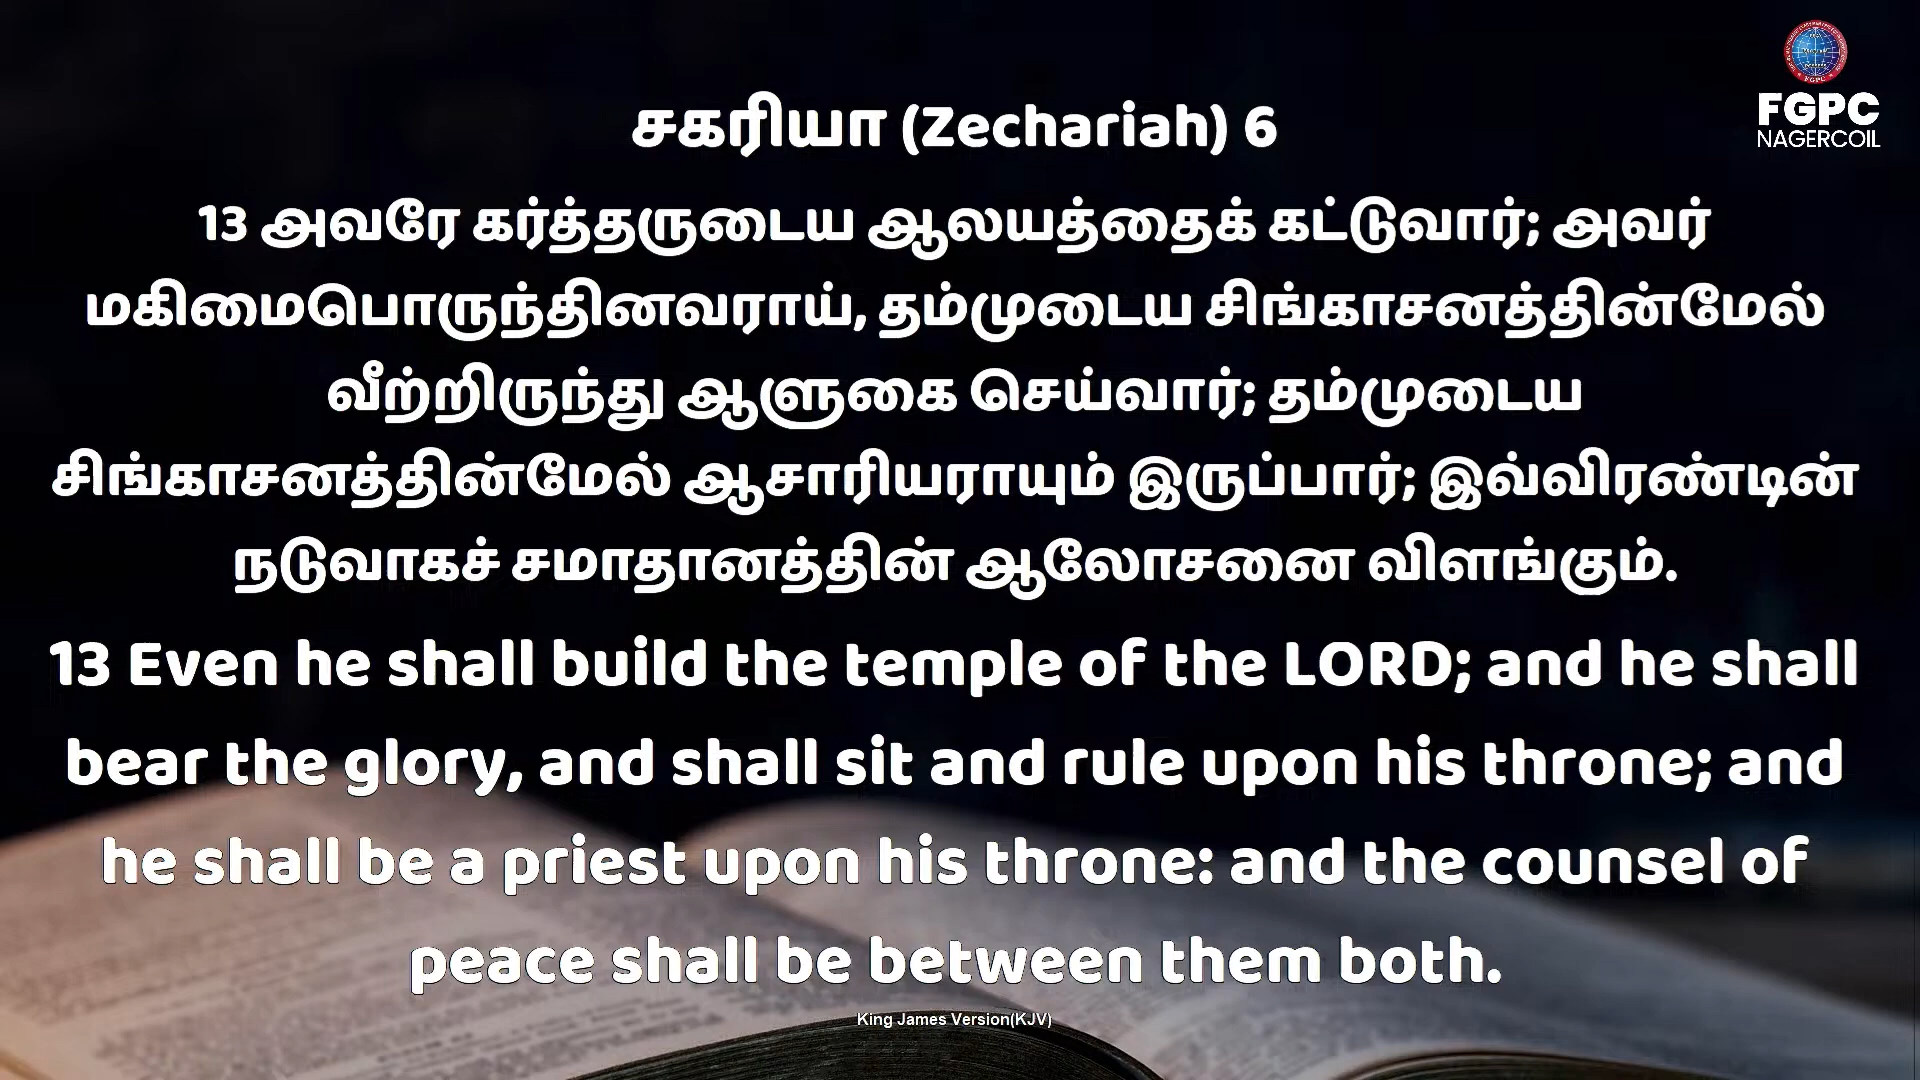 FGPC
NAGERCOIL
சகரியா (Zechariah) 6
13 அவரே கர்த்தருடைய ஆலயத்தைக் கட்டுவார்; அவர்
மகிமைபொருந்தினவராய், தம்முடைய சிங்காசனத்தின்மேல்
வீற்றிருந்து ஆளுகை செய்வார்; தம்முடைய
சிங்காசனத்தின்மேல் ஆசாரியராயும் இருப்பார்; இவ்விரண்டின்
நடுவாகச் சமாதானத்தின் ஆலோசனை விளங்கும்.
13 Even he shall build the temple of the LORD; and he shall
bear the glory, and shall sit and rule upon his throne; and
he shall be a priest upon his throne: and the counsel of
peace shall be between them both.
King James Version(KJV)